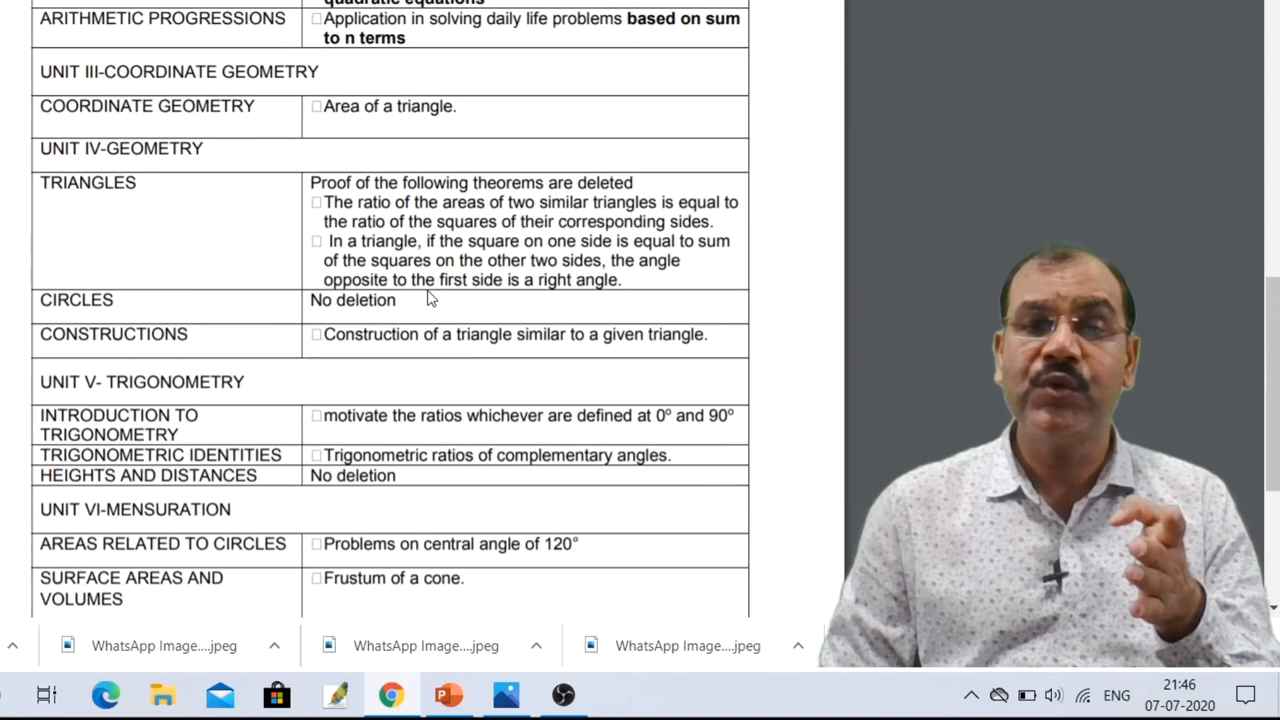 quadratic equations
ARITHMETIC PROGRESSIONS
Application in solving daily life problems based on sum
to n terms
UNIT III-COORDINATE GEOMETRY
COORDINATE GEOMETRY
Area of a triangle.
UNIT IV-GEOMETRY
TRIANGLES
Proof of the following theorems are deleted
The ratio of the areas of two similar triangles is equal to
the ratio of the squares of their corresponding sides.
In a triangle, if the square on one side is equal to sum
of the squares on the other two sides, the angle
opposite to the first side is a right angle.
CIRCLES
No deletion
CONSTRUCTIONS
Construction of a triangle similar to a given triangle.
UNIT V- TRIGONOMETRY
INTRODUCTION TO
TRIGONOMETRY
motivate the ratios whichever are defined at 0º and 90º
TRIGONOMETRIC IDENTITIES
Trigonometric ratios of complementary angles.
HEIGHTS AND DISTANCES
No deletion
UNIT VI-MENSURATION
AREAS RELATED TO CIRCLES
Problems on central angle of 120°
SURFACE AREAS AND
VOLUMES
Frustum of a cone.
WhatsApp Image....jpeg
WhatsApp Image....jpeg
WhatsApp Image....jpeg
ENG
21:46
07-07-2020